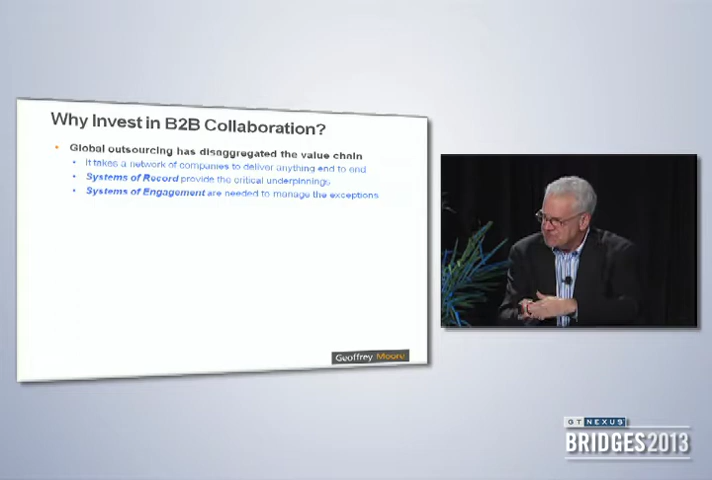 Why Invest in B2B Collaboration?
• Global outsourcing has disaggregated the value chain
• It takes a network of companies to deliver anything end to end
• Systems of Record provide the critical underpinnings
• Systems of Engagement are needed to manage the exceptions
Geoffrey Moore
GT NEXUS
BRIDGES2013